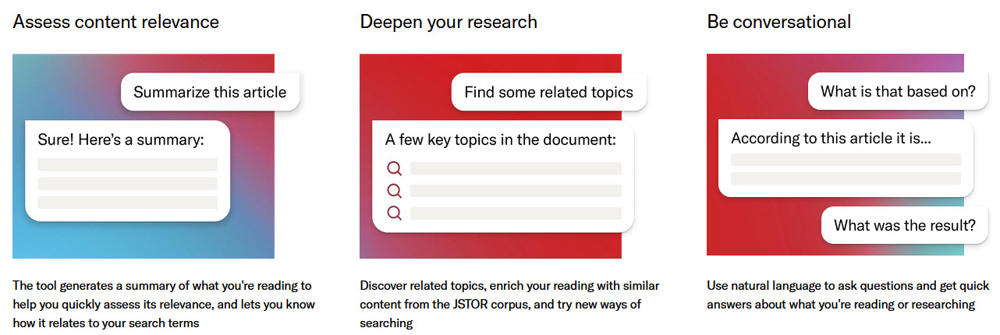 Assess content relevance
Summarize this article
Sure! Here’s a summary:
The tool generates a summary of what you're reading to
help you quickly assess its relevance, and lets you know
how it relates to your search terms
Deepen your research
Find some related topics
A few key topics in the document:
Discover related topics, enrich your reading with similar
content from the JSTOR corpus, and try new ways of
searching
Be conversational
What is that based on?
According to this article it is...
What was the result?
Use natural language to ask questions and get quick
answers about what you're reading or researching